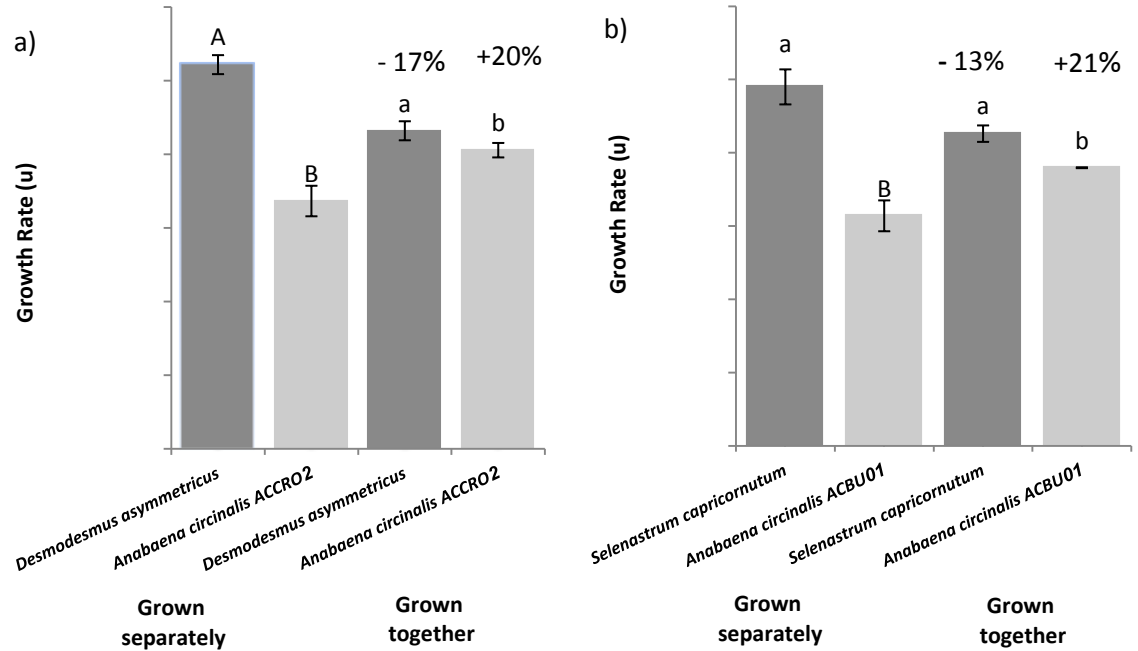 a)
A
- 17%
+20%
a
b
B
Growth Rate (u)
Desmodesmus asymmetricus
Anabaena circinalis ACCRO2
Desmodesmus asymmetricus
Anabaena circinalis ACCRO2
Grown
separately
Grown
together
b)
a
- 13%
+21%
a
b
B
Growth Rate (u)
Selenastrum capricornutum
Anabaena circinalis ACBU01
Selenastrum capricornutum
Anabaena circinalis ACBU01
Grown
separately
Grown
together